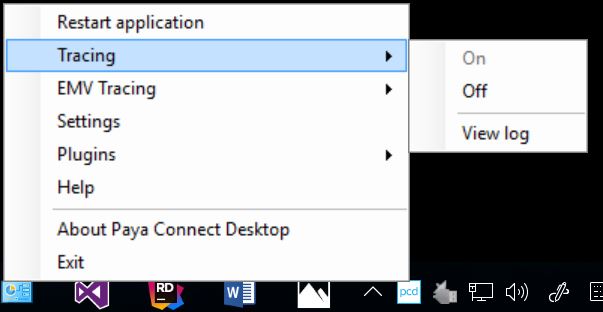 Restart application
Tracing
On
EMV Tracing
Off
Settings
Plugins
View log
Help
About Paya Connect Desktop
Exit
RD
W
pcd